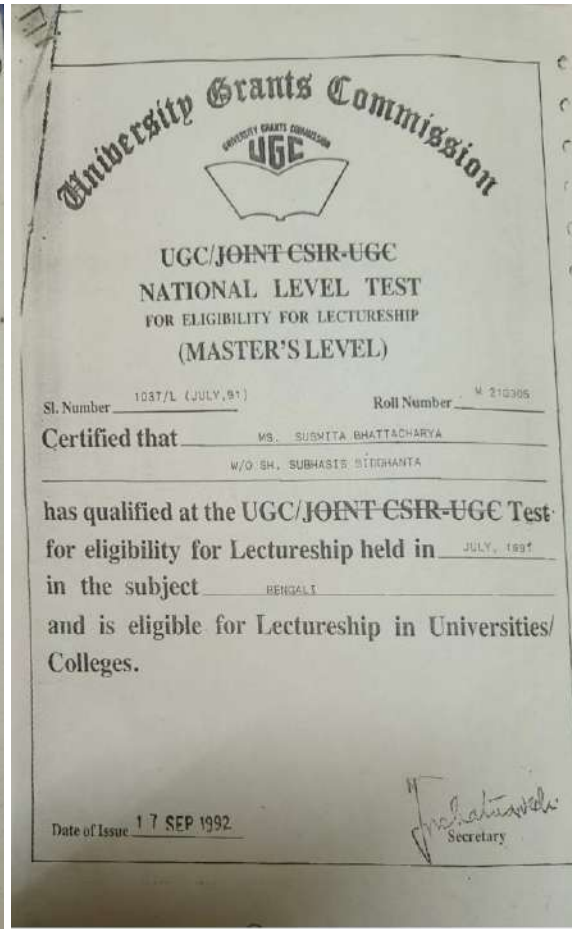 University Grants Commission
UNIVERSITY GRANTS COMMISSION
UGC
UGC/JOINT CSIR-UGC
NATIONAL LEVEL TEST
FOR ELIGIBILITY FOR LECTURESHIP
(MASTER'S LEVEL)
Sl. Number 1037/L (JULY,91) Roll Number
Certified that MS. SUSMITA BHATTACHARYA
W/O SH. SUBHASIS SIDDHANTA
has qualified at the UGC/JOINT CSIR-UGC Test
for eligibility for Lectureship held in JULY, 1991
in the subject BENGALI
and is eligible for Lectureship in Universities/
Colleges.
Date of Issue 17 SEP 1992
Secretary